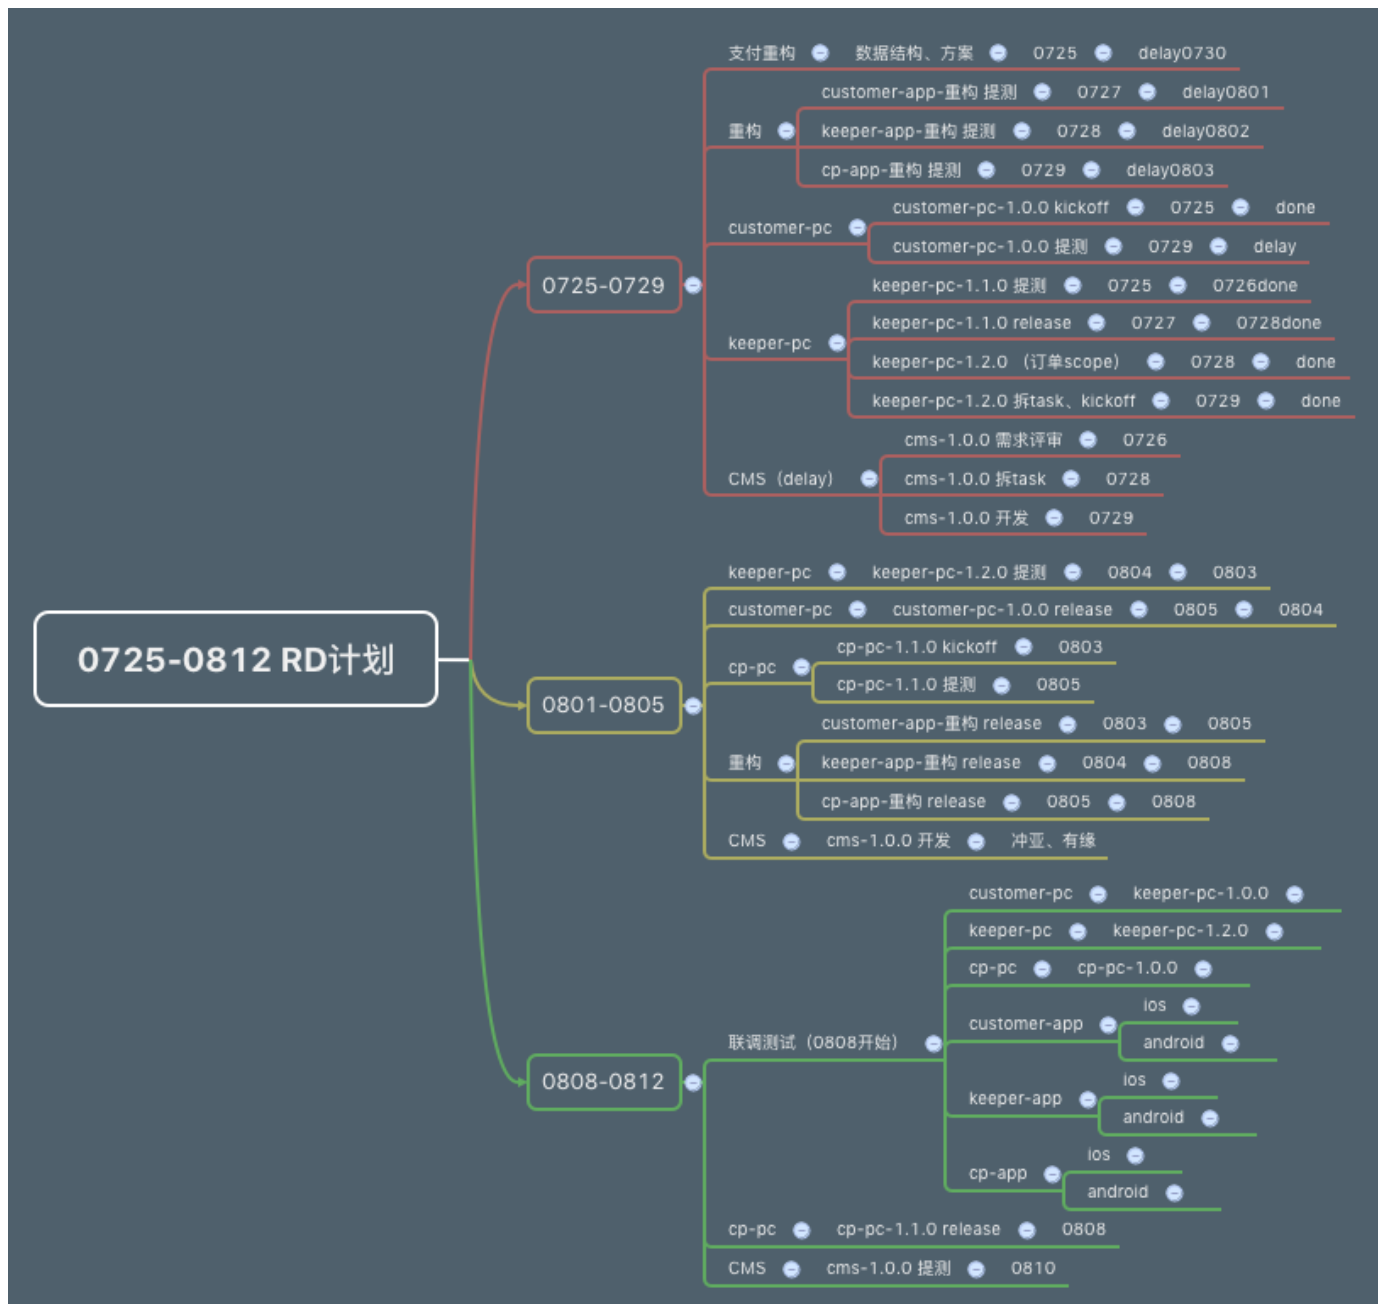 0725-0812 RD计划
0725-0729
支付重构 数据结构、方案 0725 delay0730
重构
customer-app-重构 提测 0727 delay0801
keeper-app-重构 提测 0728 delay0802
cp-app-重构 提测 0729 delay0803
customer-pc
customer-pc-1.0.0 kickoff 0725 done
customer-pc-1.0.0 提测 0729 delay
keeper-pc
keeper-pc-1.1.0 提测 0725 0726done
keeper-pc-1.1.0 release 0727 0728done
keeper-pc-1.2.0 （订单scope） 0728 done
keeper-pc-1.2.0 拆task、kickoff 0729 done
CMS（delay）
cms-1.0.0 需求评审 0726
cms-1.0.0 拆task 0728
cms-1.0.0 开发 0729
0801-0805
keeper-pc keeper-pc-1.2.0 提测 0804 0803
customer-pc customer-pc-1.0.0 release 0805 0804
cp-pc
cp-pc-1.1.0 kickoff 0803
cp-pc-1.1.0 提测 0805
重构
customer-app-重构 release 0803 0805
keeper-app-重构 release 0804 0808
cp-app-重构 release 0805 0808
CMS cms-1.0.0 开发 冲亚、有缘
0808-0812
联调测试（0808开始）
customer-pc keeper-pc-1.0.0
keeper-pc keeper-pc-1.2.0
cp-pc cp-pc-1.0.0
customer-app
ios
android
keeper-app
ios
android
cp-app
ios
android
cp-pc cp-pc-1.1.0 release 0808
CMS cms-1.0.0 提测 0810